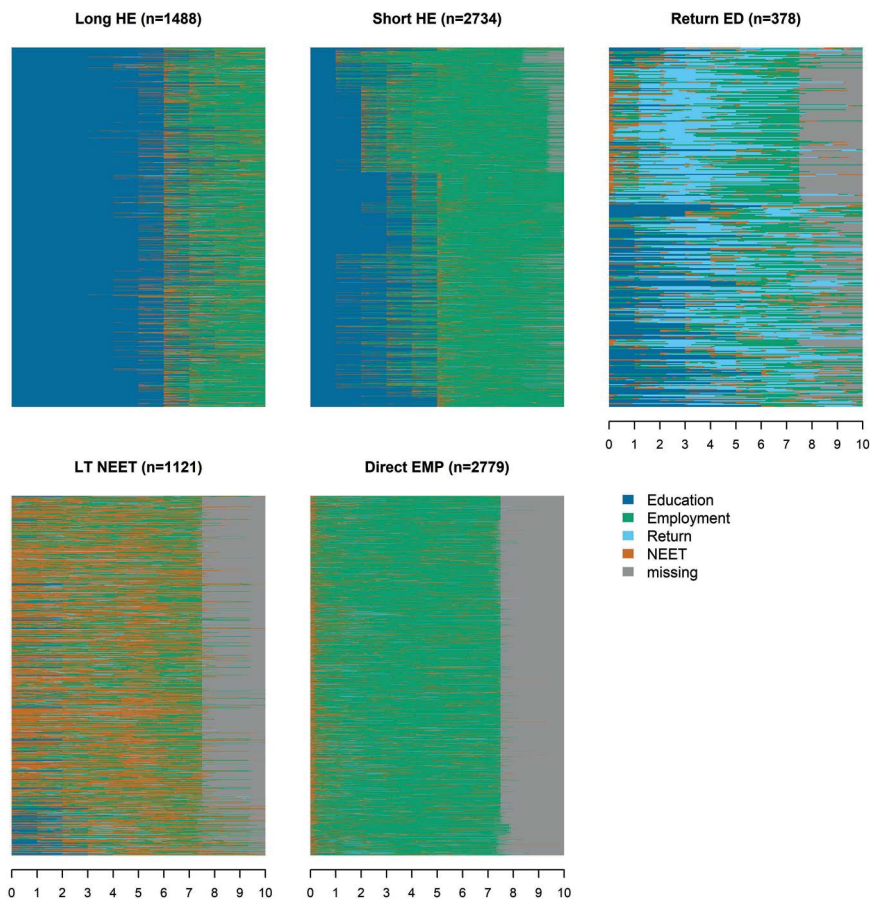 Long HE (n=1488)
Short HE (n=2734)
Return ED (n=378)
0 1 2 3 4 5 6 7 8 9 10
LT NEET (n=1121)
Direct EMP (n=2779)
Education
Employment
Return
NEET
missing
0 1 2 3 4 5 6 7 8 9 10
0 1 2 3 4 5 6 7 8 9 10